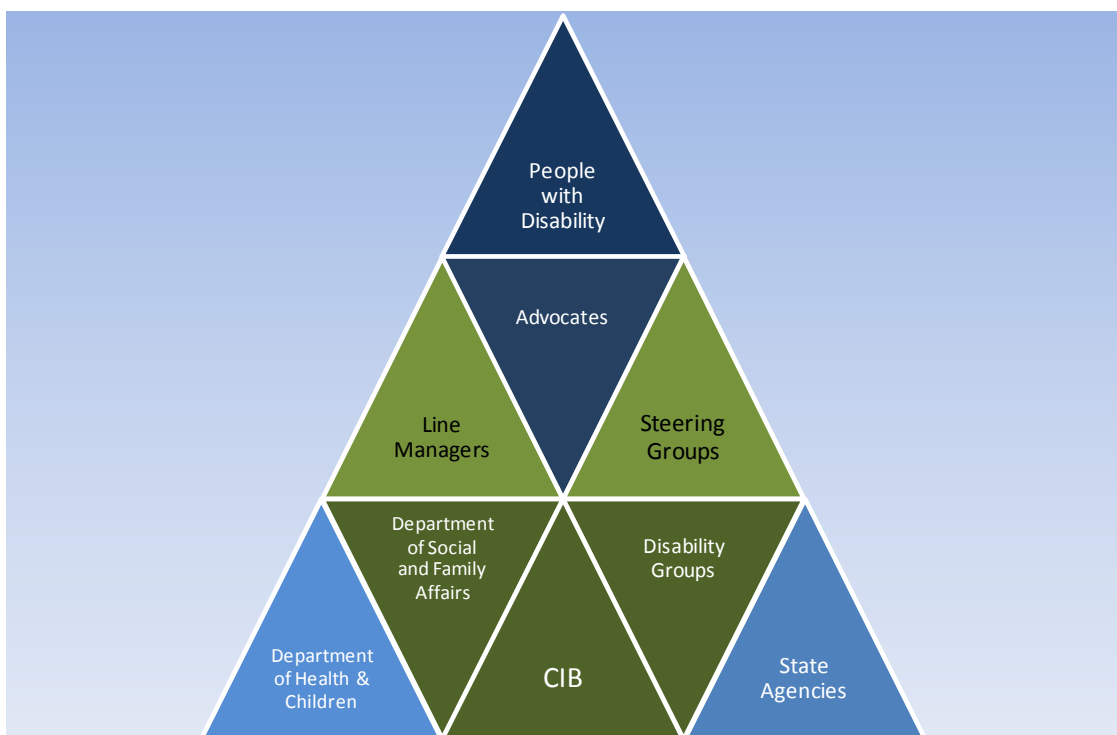 People
with
Disability
Advocates
Line
Managers
Steering
Groups
Department
of Social
and Family
Affairs
Disability
Groups
Department
of Health &
Children
CIB
State
Agencies